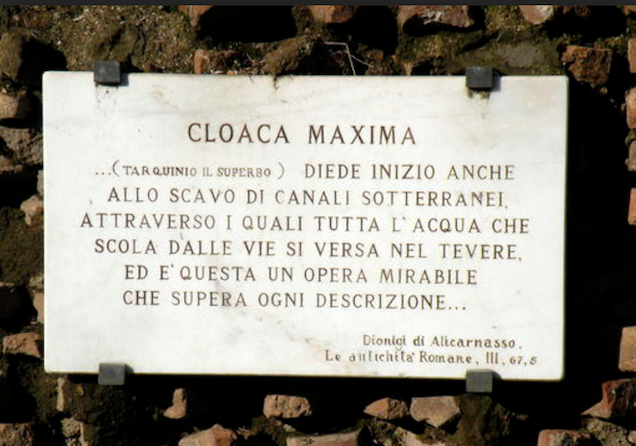 CLOACA MAXIMA
...(TARQUINIO IL SUPERBO) DIEDE INIZIO ANCHE
ALLO SCAVO DI CANALI SOTTERRANEI,
ATTRAVERSO I QUALI TUTTA L'ACQUA CHE
SCOLA DALLE VIE SI VERSA NEL TEVERE,
ED E' QUESTA UN OPERA MIRABILE
CHE SUPERA OGNI DESCRIZIONE...
Dionigi di Alicarnasso,
Le antichita' Romane, III, 67,5